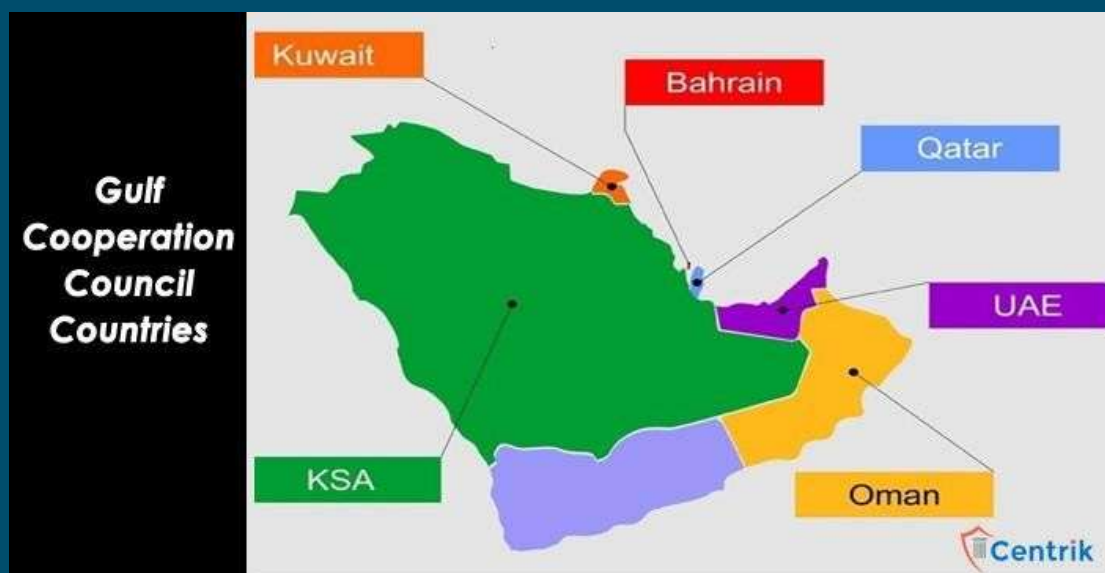 Gulf
Cooperation
Council
Countries
Kuwait
Bahrain
Qatar
UAE
KSA
Oman
Centrik